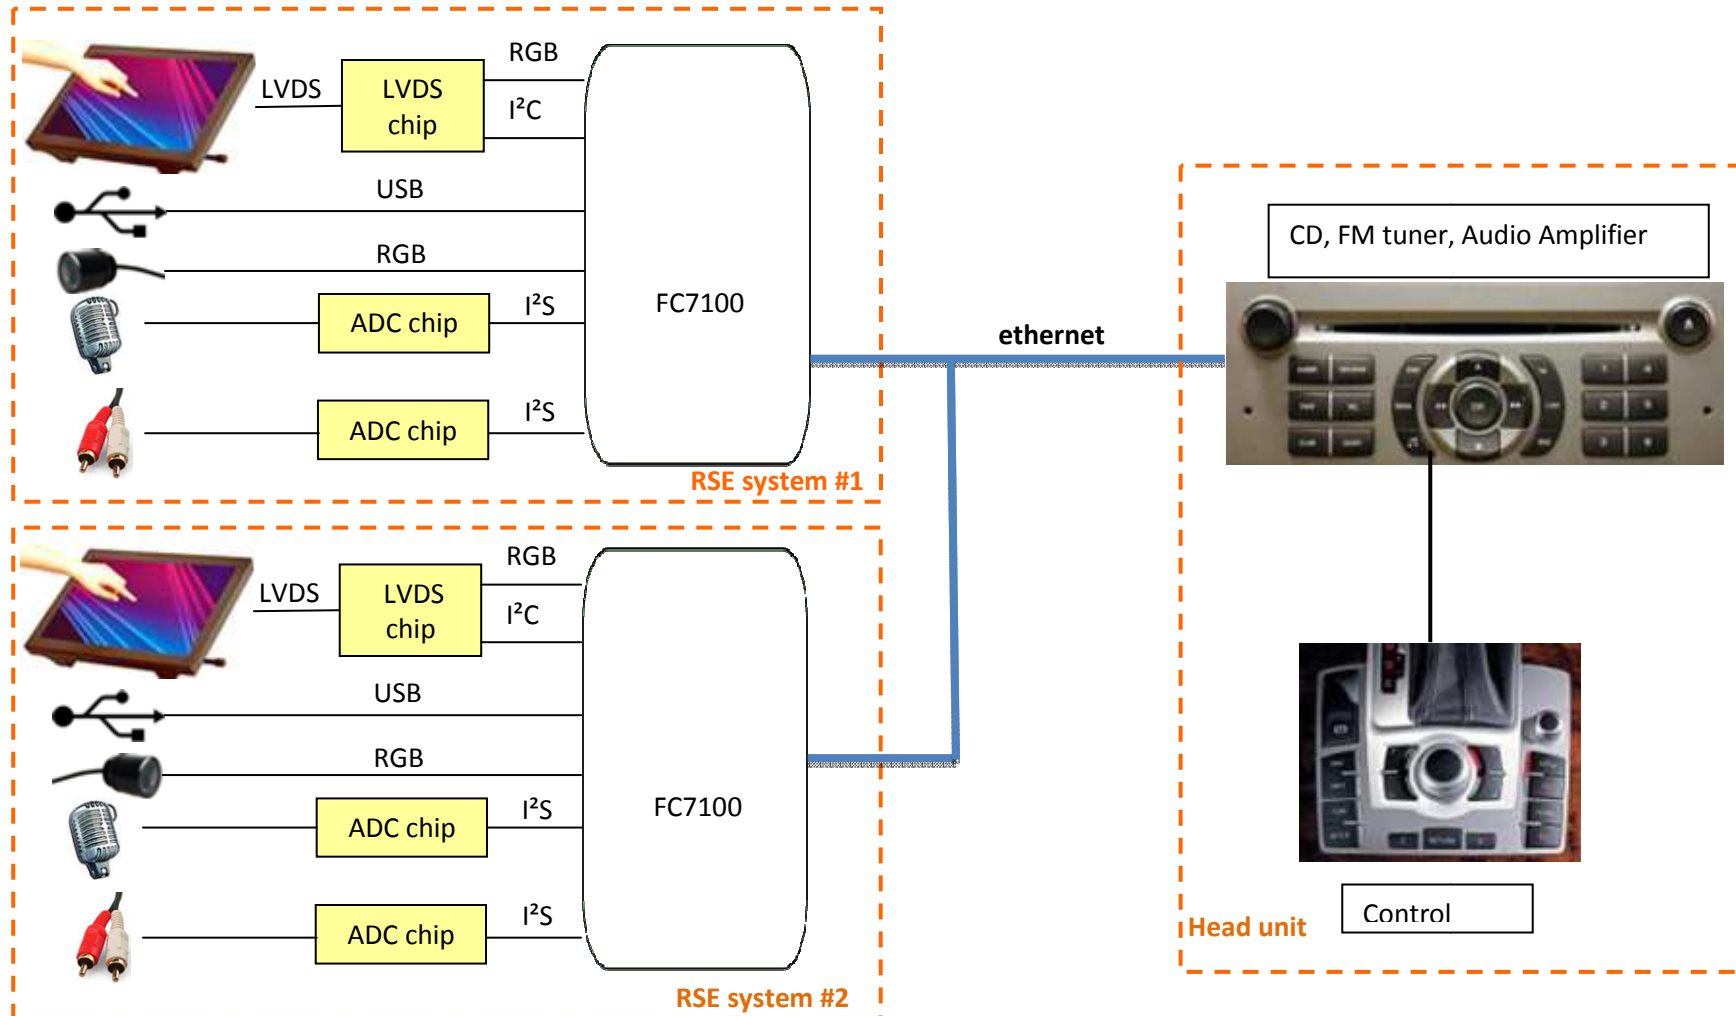 RGB
LVDS
LVDS
chip
I²C
USB
RGB
I²S
ADC chip
FC7100
I²S
ADC chip
RSE system #1
ethernet
CD, FM tuner, Audio Amplifier
RGB
LVDS
LVDS
chip
I²C
USB
RGB
I²S
ADC chip
FC7100
I²S
ADC chip
RSE system #2
Control
Head unit